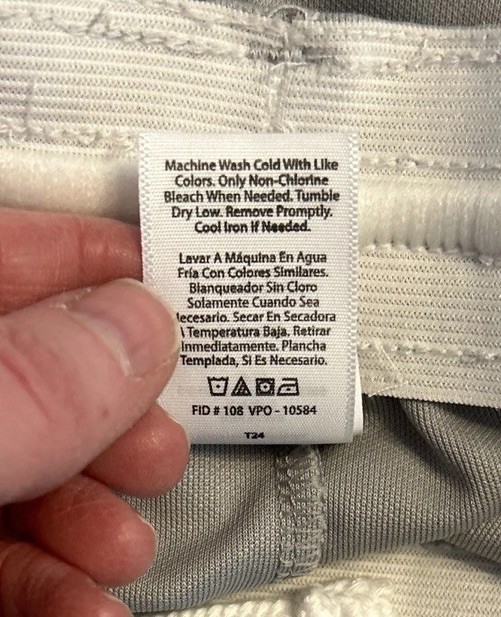 Machine Wash Cold With Like
Colors. Only Non-Chlorine
Bleach When Needed. Tumble
Dry Low. Remove Promptly.
Cool Iron If Needed.
Lavar A Máquina En Agua
Fría Con Colores Similares.
Blanqueador Sin Cloro
Solamente Cuando Sea
ecesario. Secar En Secadora
A Temperatura Baja. Retirar
Inmediatamente. Plancha
Templada, Si Es Necesario.
FID # 108 VPO - 10584
T24